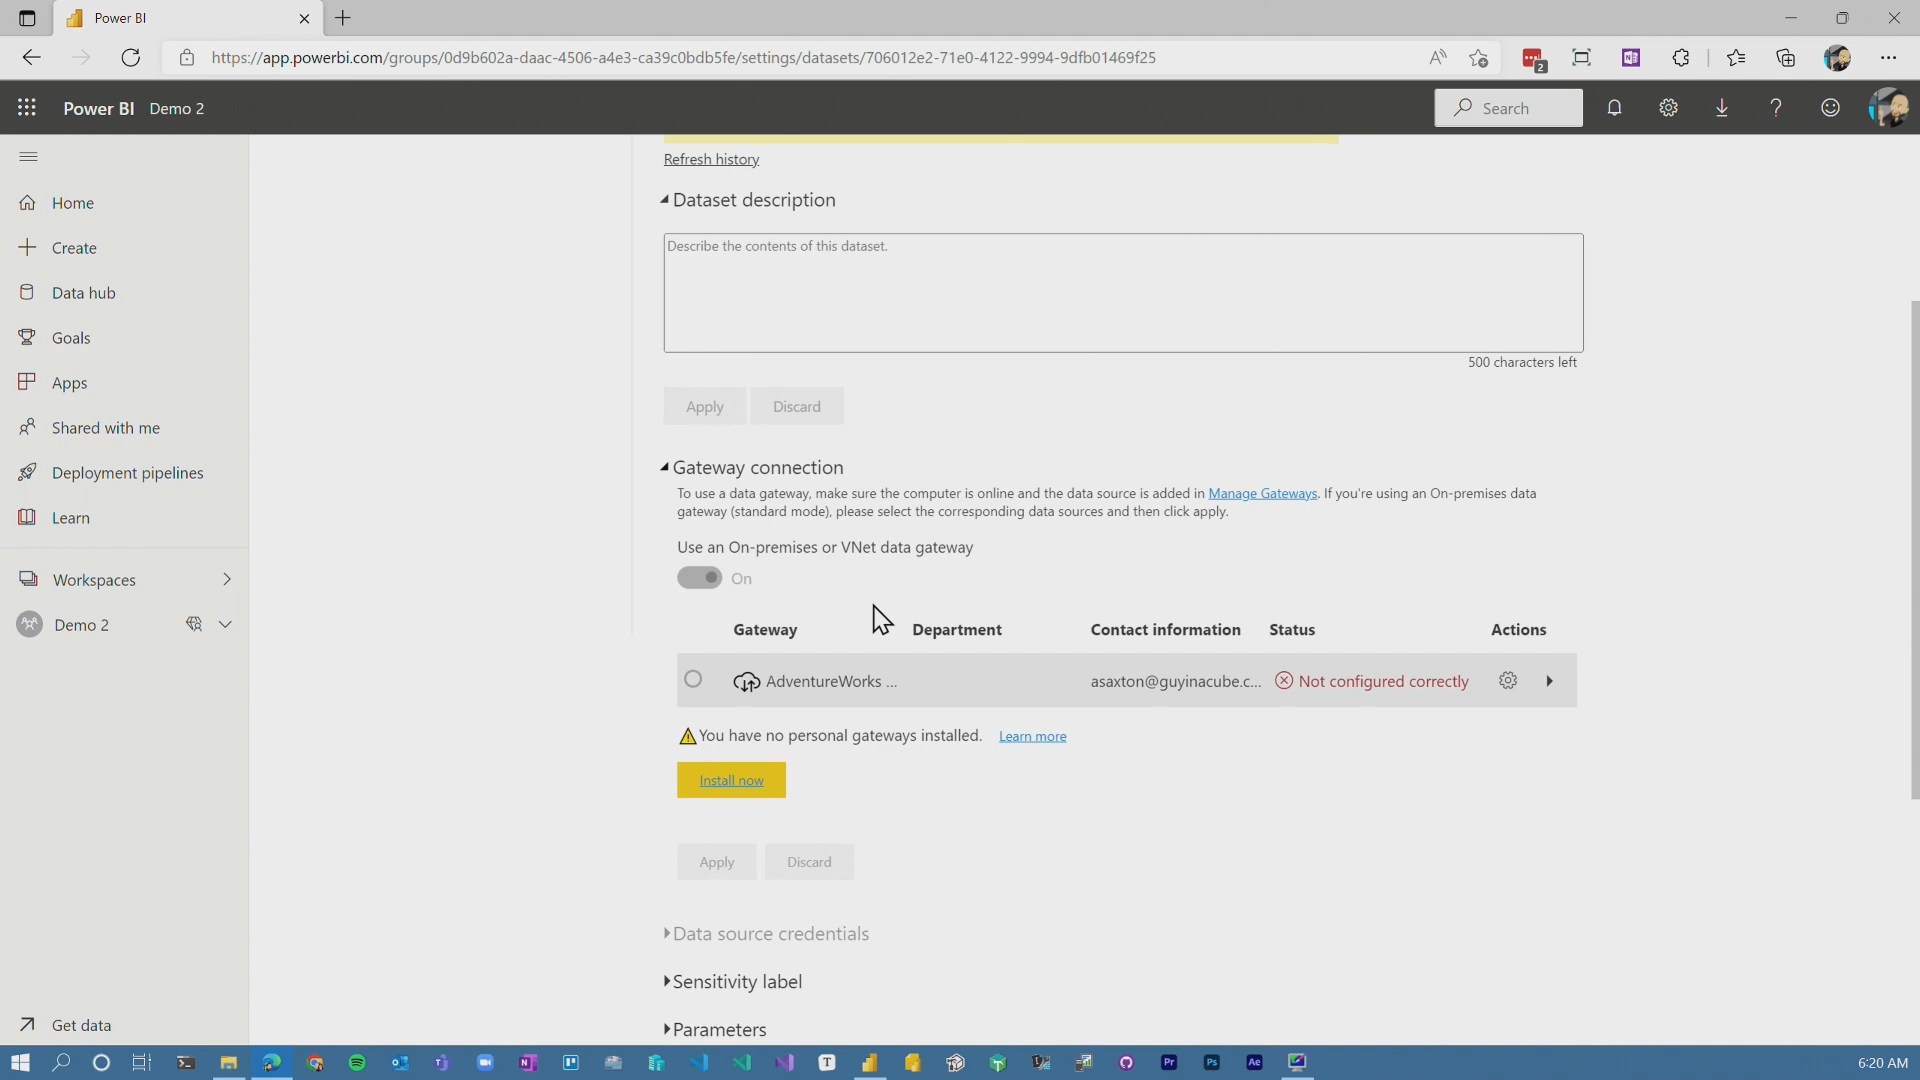 Power BI
https://app.powerbi.com/groups/0d9b602a-daac-4506-a4e3-ca39c0bdb5fe/settings/datasets/706012e2-71e0-4122-9994-9dfb01469f25
2
Power BI Demo 2
Search
Home
Create
Data hub
Goals
Apps
Shared with me
Deployment pipelines
Learn
Workspaces
Demo 2
Get data
Refresh history
Dataset description
Describe the contents of this dataset.
500 characters left
Apply Discard
Gateway connection
To use a data gateway, make sure the computer is online and the data source is added in Manage Gateways. If you're using an On-premises data
gateway (standard mode), please select the corresponding data sources and then click apply.
Use an On-premises or VNet data gateway
On
Gateway Department Contact information Status Actions
AdventureWorks ... asaxton@guyinacube.c... Not configured correctly
You have no personal gateways installed. Learn more
Install now
Apply Discard
Data source credentials
Sensitivity label
Parameters
6:20 AM